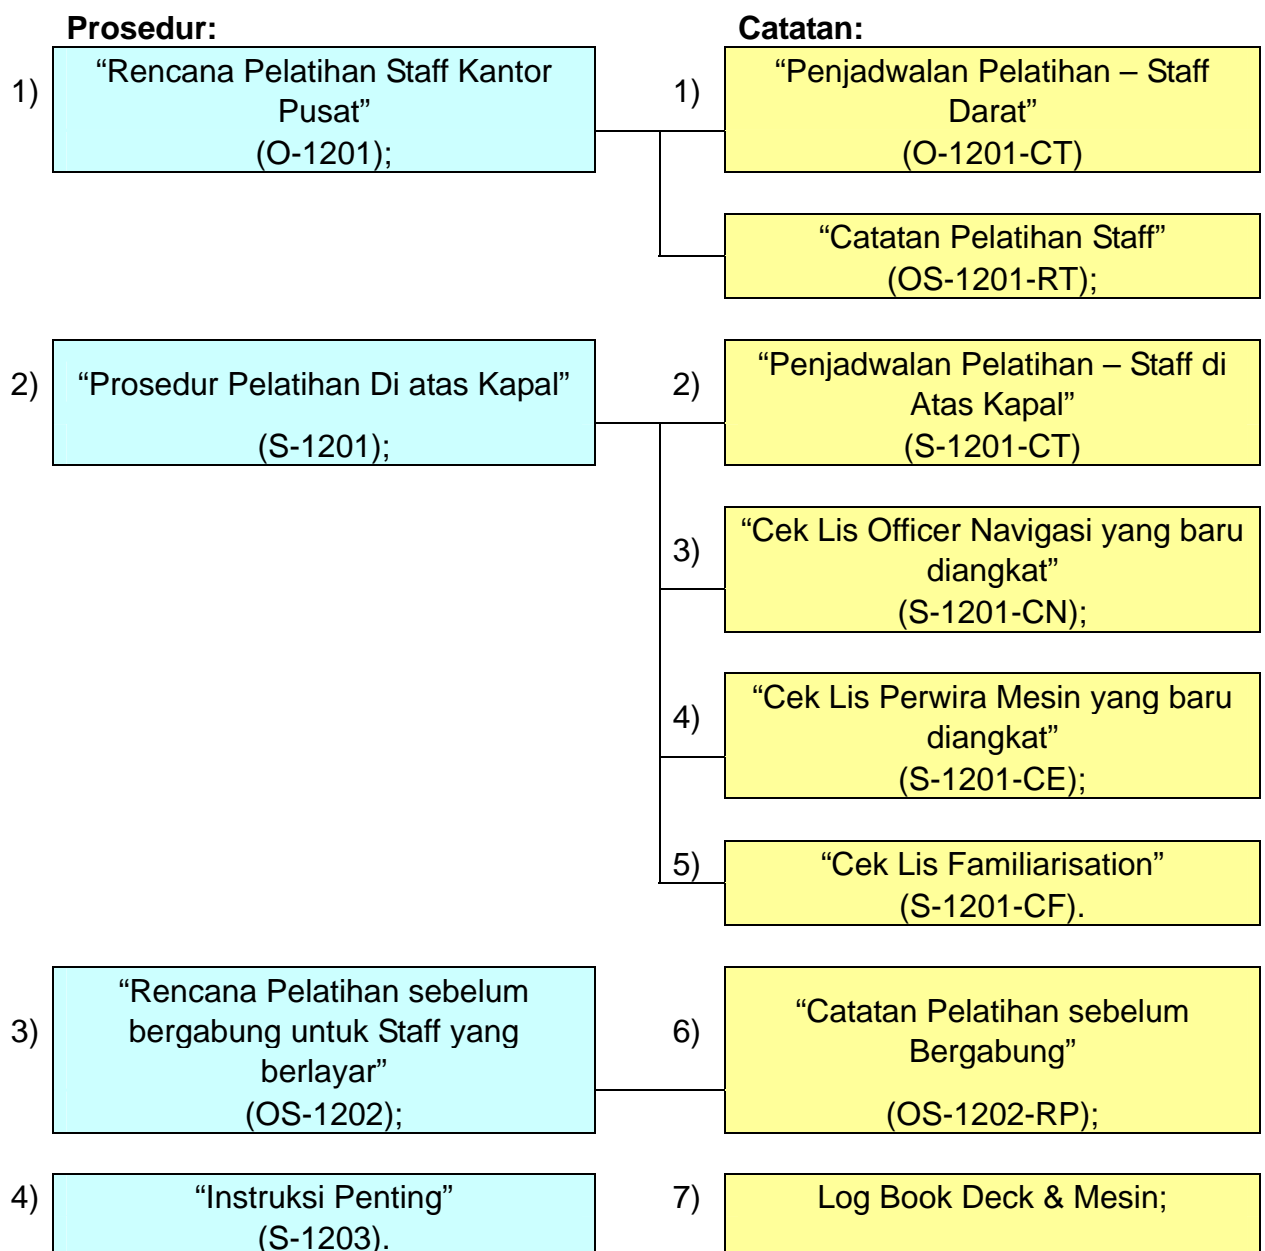 Prosedur:
Catatan:
1)
“Rencana Pelatihan Staff Kantor
Pusat”
(O-1201);
1)
“Penjadwalan Pelatihan – Staff
Darat”
(O-1201-CT)
“Catatan Pelatihan Staff”
(OS-1201-RT);
2)
“Prosedur Pelatihan Di atas Kapal”
(S-1201);
2)
“Penjadwalan Pelatihan – Staff di
Atas Kapal”
(S-1201-CT)
3)
“Cek Lis Officer Navigasi yang baru
diangkat”
(S-1201-CN);
4)
“Cek Lis Perwira Mesin yang baru
diangkat”
(S-1201-CE);
5)
“Cek Lis Familiarisation”
(S-1201-CF).
3)
“Rencana Pelatihan sebelum
bergabung untuk Staff yang
berlayar”
(OS-1202);
6)
“Catatan Pelatihan sebelum
Bergabung”
(OS-1202-RP);
4)
“Instruksi Penting”
(S-1203).
7)
Log Book Deck & Mesin;